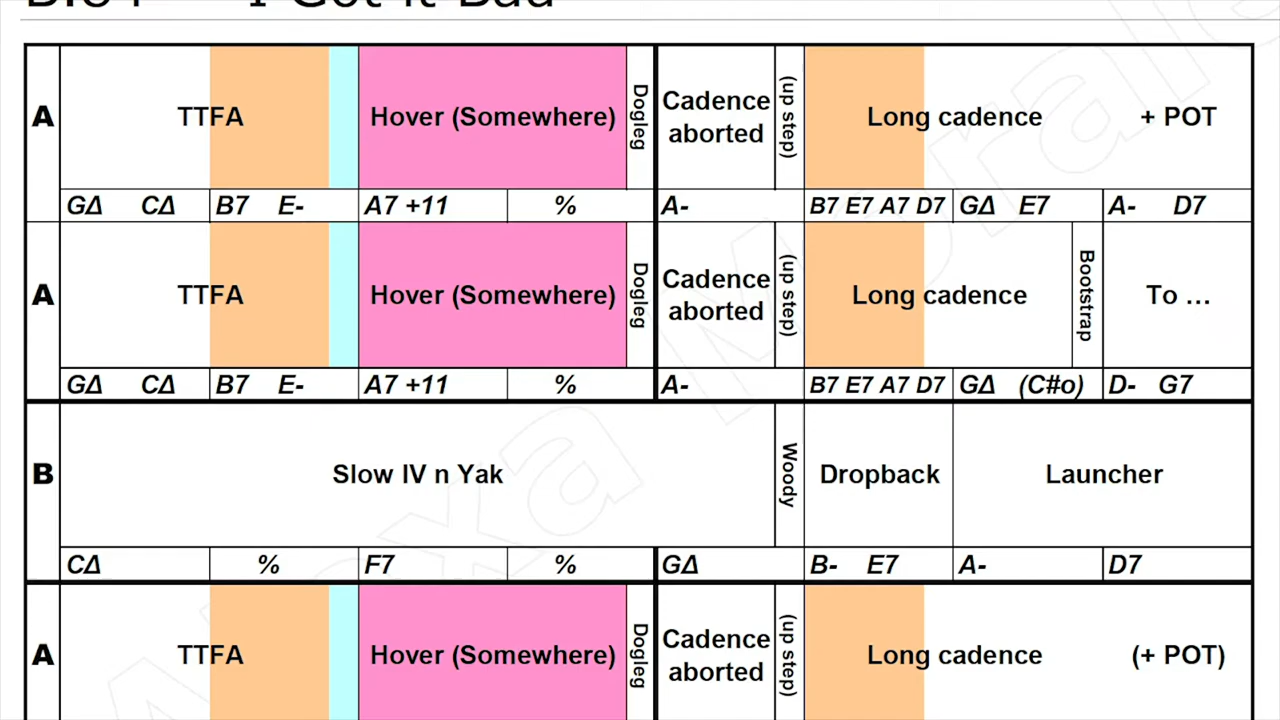 I Got it Bad
A TTFA Hover (Somewhere) Dogleg Cadence aborted (up step) Long cadence + POT
GΔ CΔ B7 E- A7 +11 % A- B7 E7 A7 D7 GΔ E7 A- D7
A TTFA Hover (Somewhere) Dogleg Cadence aborted (up step) Long cadence Bootstrap To ...
GΔ CΔ B7 E- A7 +11 % A- B7 E7 A7 D7 GΔ (C#o) D- G7
B Slow IV n Yak Woody Dropback Launcher
CΔ % F7 % GΔ B- E7 A- D7
A TTFA Hover (Somewhere) Dogleg Cadence aborted (up step) Long cadence (+ POT)